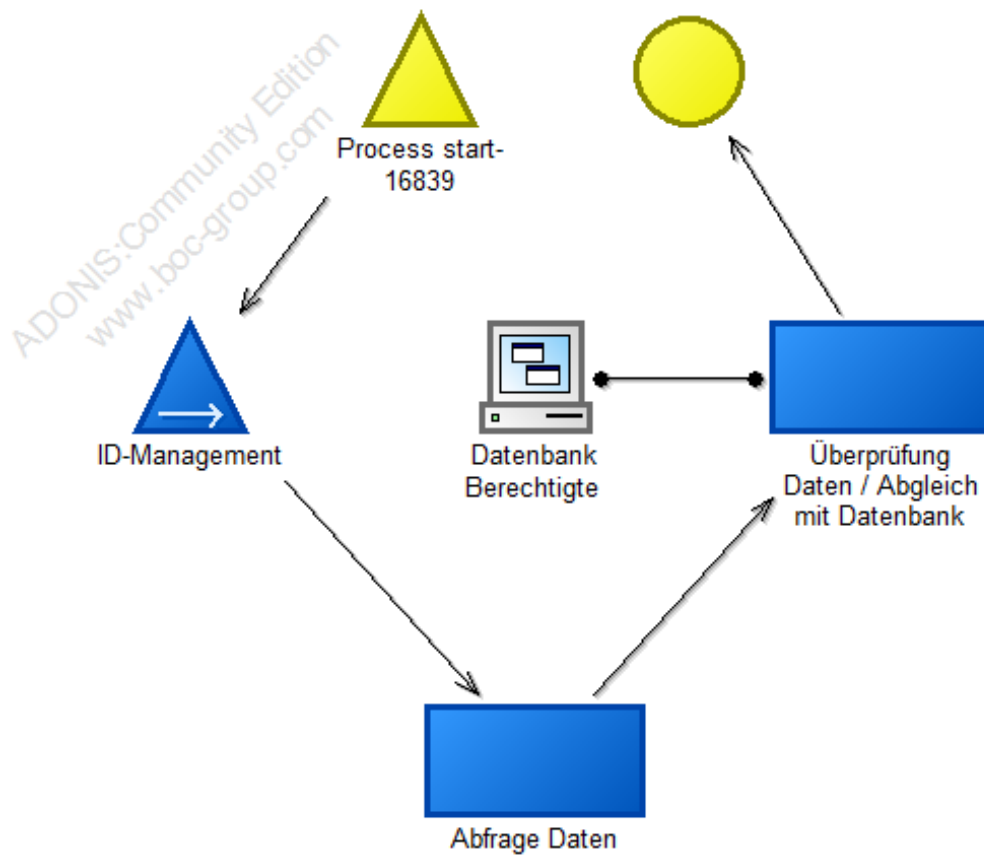 ADONIS:Community Edition
www.boc-group.com
Process start-
16839
ID-Management
Datenbank
Berechtigte
Überprüfung
Daten / Abgleich
mit Datenbank
Abfrage Daten